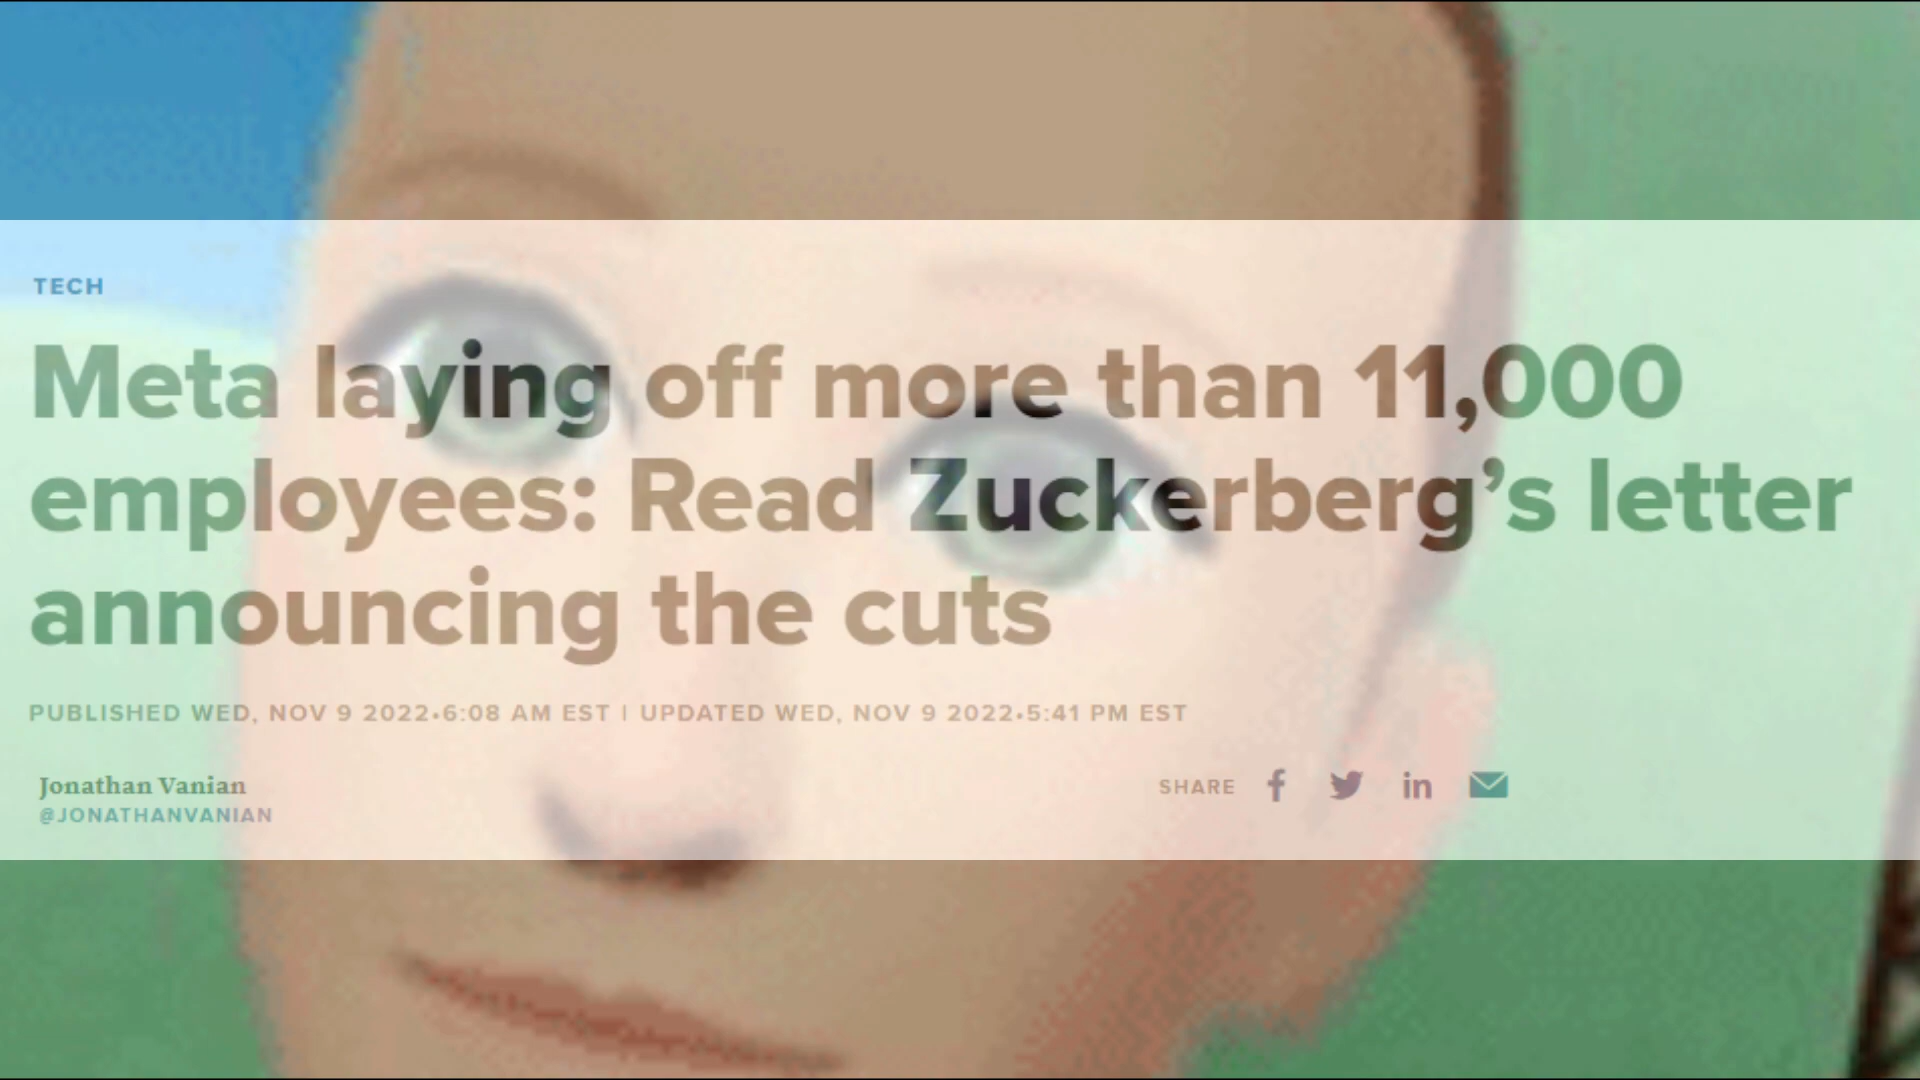 TECH
Meta laying off more than 11,000
employees: Read Zuckerberg’s letter
announcing the cuts
PUBLISHED WED, NOV 9 2022•6:08 AM EST | UPDATED WED, NOV 9 2022•5:41 PM EST
Jonathan Vanian
@JONATHANVANIAN
SHARE